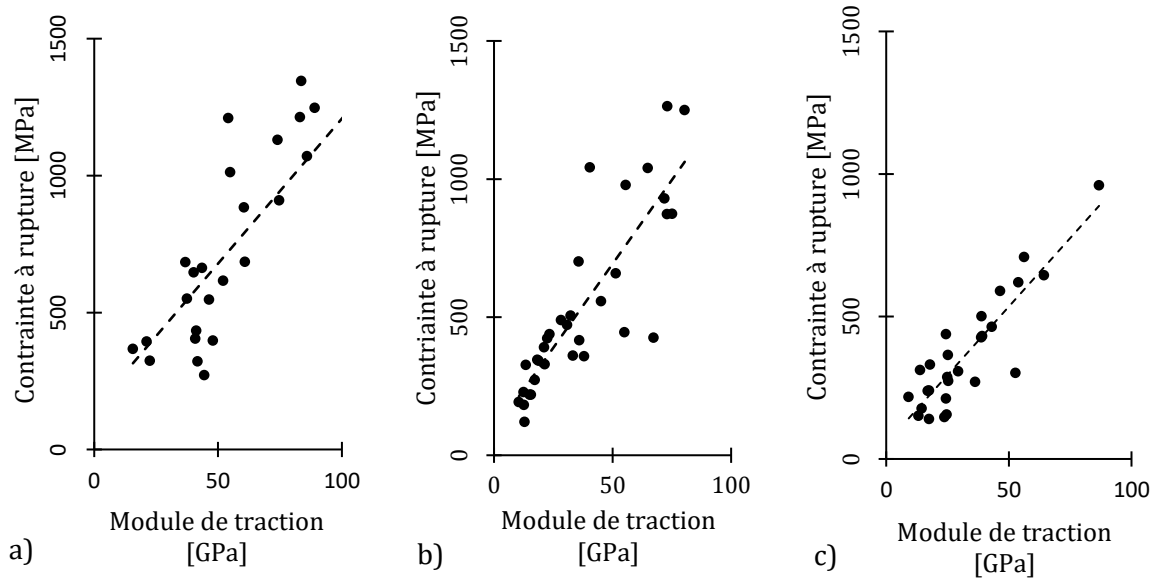 1500
1000
500
0
Contrainte à rupture [MPa]
0
50
100
Module de traction
[GPa]
a)
1500
1000
500
0
Contriainte à rupture [MPa]
0
50
100
Module de traction
[GPa]
b)
1500
1000
500
0
Contrainte à rupture [MPa]
0
50
100
Module de traction
[GPa]
c)